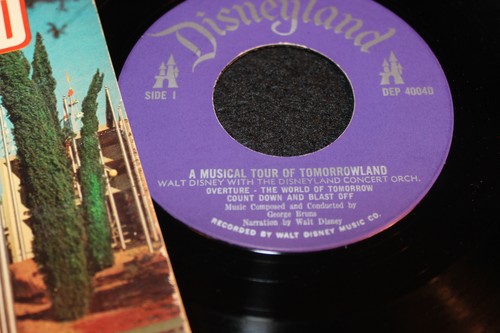 Disneyland
SIDE I
DEP 4004D
A MUSICAL TOUR OF TOMORROWLAND
WALT DISNEY WITH THE DISNEYLAND CONCERT ORCH.
OVERTURE - THE WORLD OF TOMORROW
COUNT DOWN AND BLAST OFF
Music Composed and Conducted by
George Bruns
Narration by Walt Disney
RECORDED BY WALT DISNEY MUSIC CO.